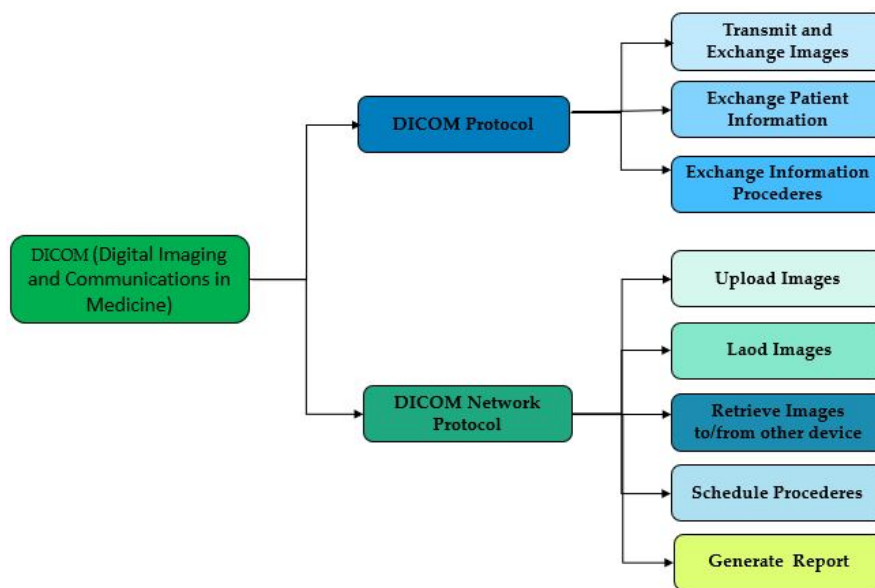 Transmit and
Exchange Images
DICOM Protocol
Exchange Patient
Information
Exchange Information
Procederes
DICOM (Digital Imaging
and Communications in
Medicine)
Upload Images
Laod Images
DICOM Network
Protocol
Retrieve Images
to/from other device
Schedule Procederes
Generate Report